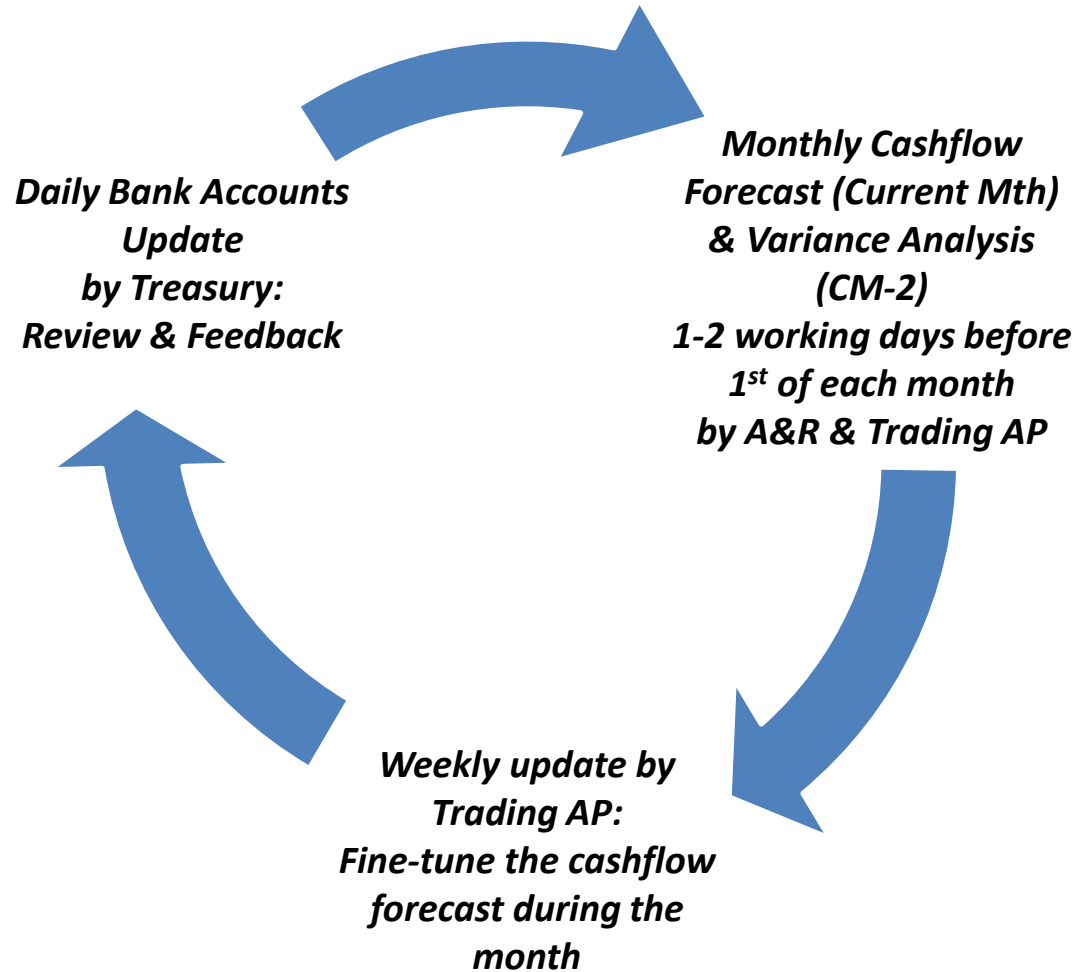 Daily Bank Accounts
Update
by Treasury:
Review & Feedback
Monthly Cashflow
Forecast (Current Mth)
& Variance Analysis
(CM-2)
1-2 working days before
1st of each month
by A&R & Trading AP
Weekly update by
Trading AP:
Fine-tune the cashflow
forecast during the
month